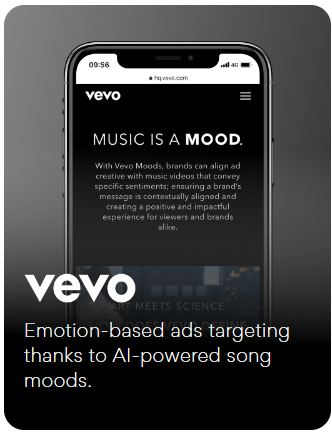 09:56
4G
hq.vevo.com
vevo
MUSIC IS A MOOD.
With Vevo Moods, brands can align ad
creative with music videos that convey
specific sentiments; ensuring a brand's
message is contextually aligned and
creating a positive and impactful
experience for viewers and brands
alike.
vevo
ART MEETS SCIENCE
Emotion-based ads targeting
thanks to AI-powered song
moods.